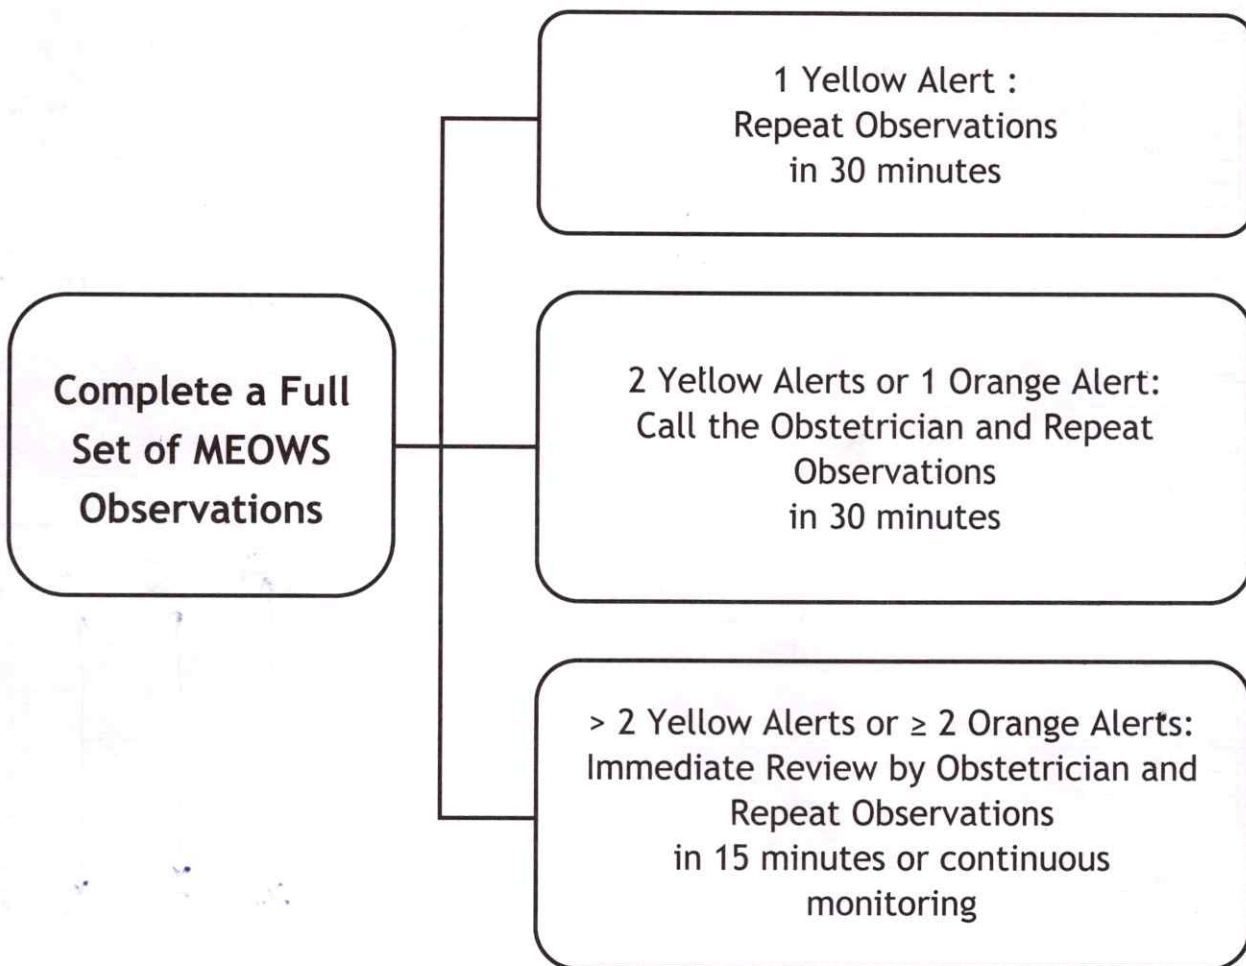 Complete a Full
Set of MEOWS
Observations
1 Yellow Alert :
Repeat Observations
in 30 minutes
2 Yellow Alerts or 1 Orange Alert:
Call the Obstetrician and Repeat
Observations
in 30 minutes
> 2 Yellow Alerts or ≥ 2 Orange Alerts:
Immediate Review by Obstetrician and
Repeat Observations
in 15 minutes or continuous
monitoring